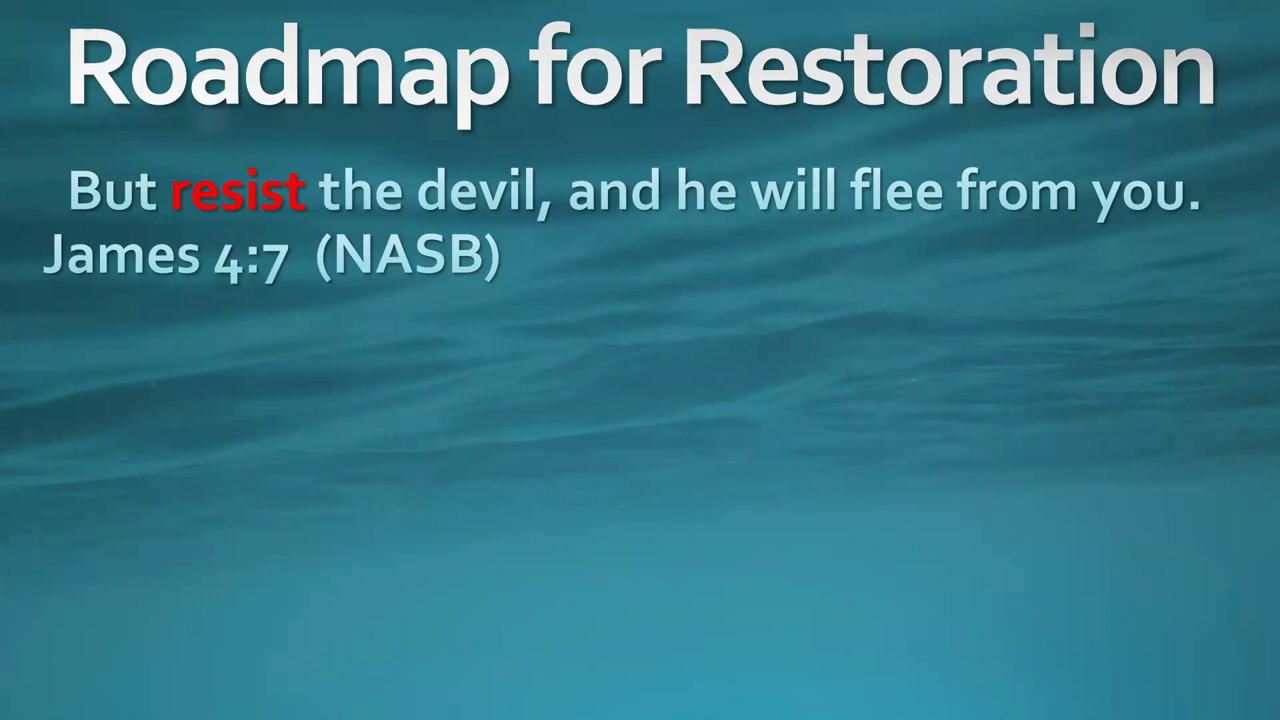 Roadmap for Restoration
But resist the devil, and he will flee from you.
James 4:7 (NASB)